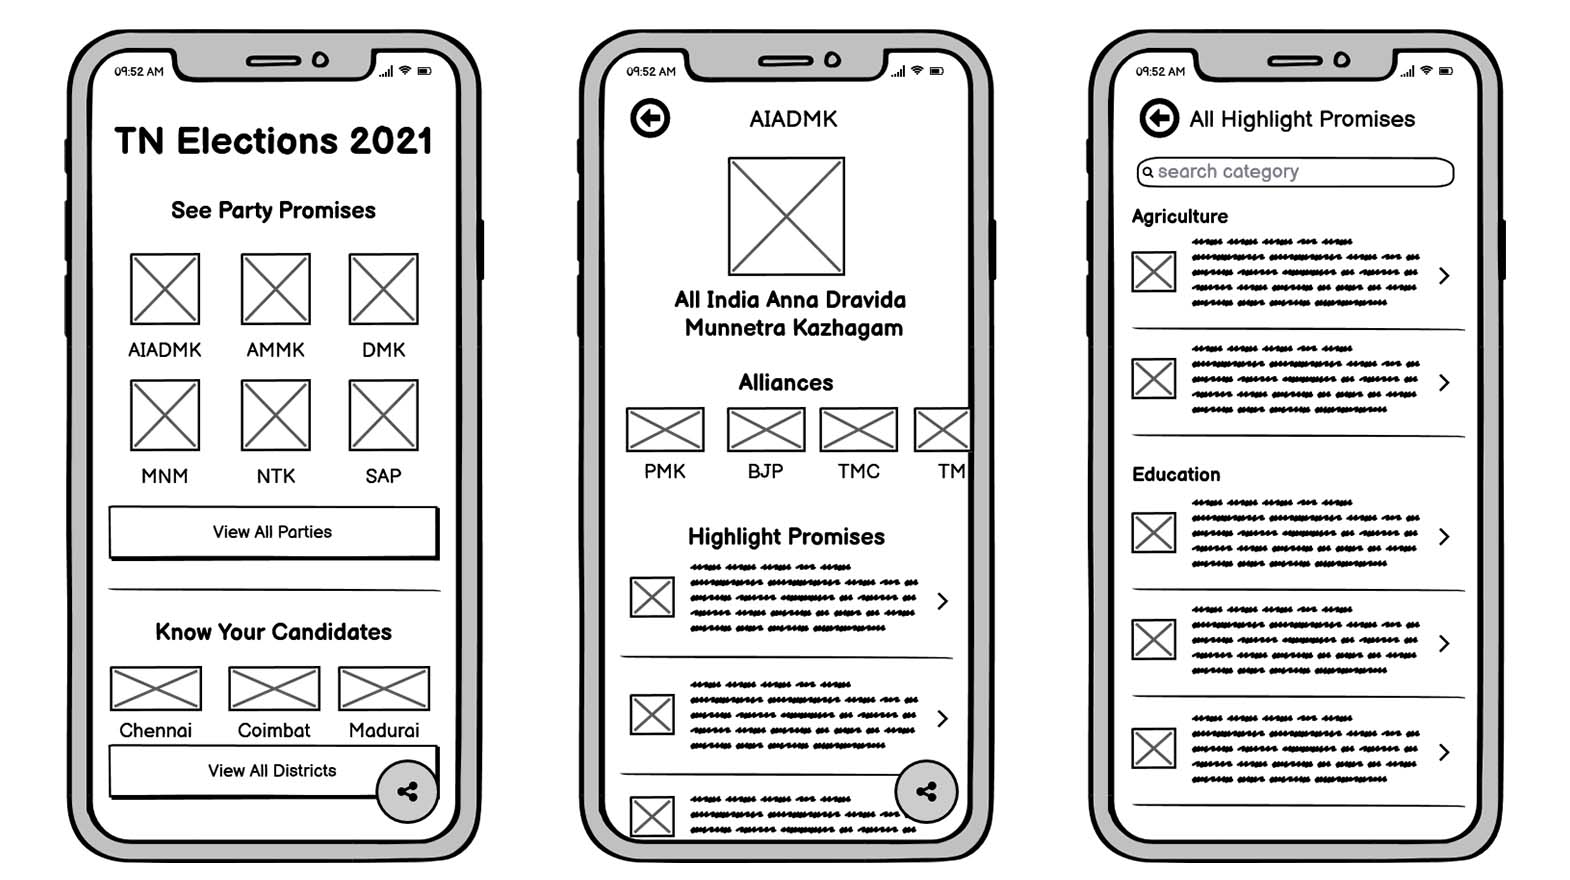 09:52 AM
TN Elections 2021
See Party Promises
AIADMK AMMK DMK
MNM NTK SAP
View All Parties
Know Your Candidates
Chennai Coimbat Madurai
View All Districts
09:52 AM
AIADMK
All India Anna Dravida
Munnetra Kazhagam
Alliances
PMK BJP TMC TM
Highlight Promises
09:52 AM
All Highlight Promises
search category
Agriculture
Education